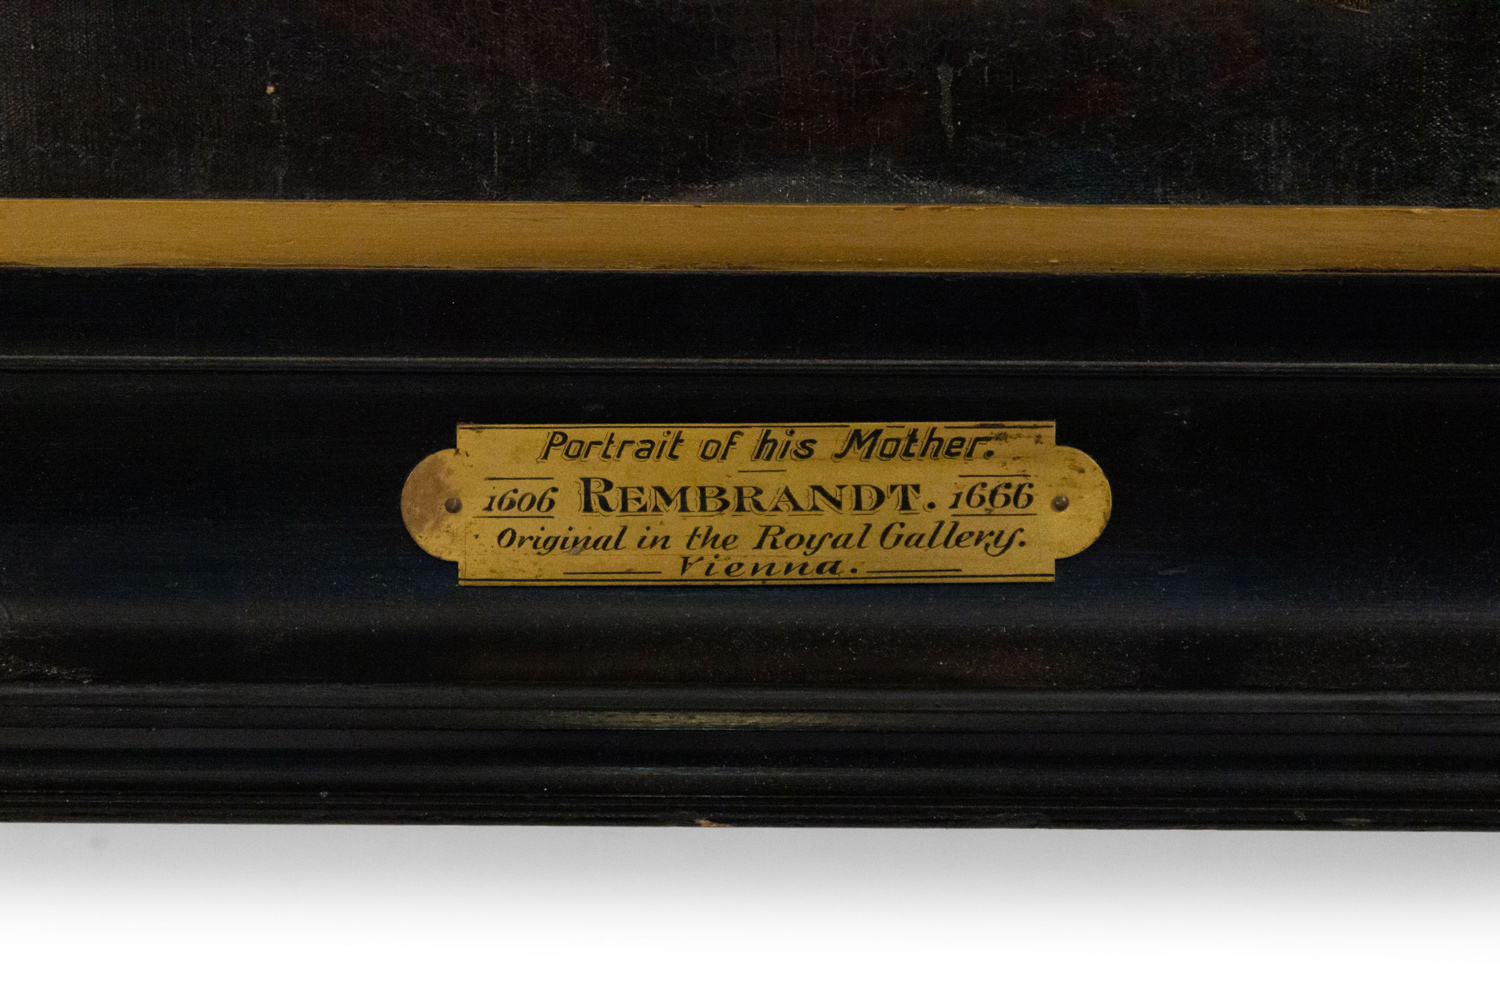 Portrait of his Mother.
1606 REMBRANDT. 1666
Original in the Royal Gallery.
Vienna.